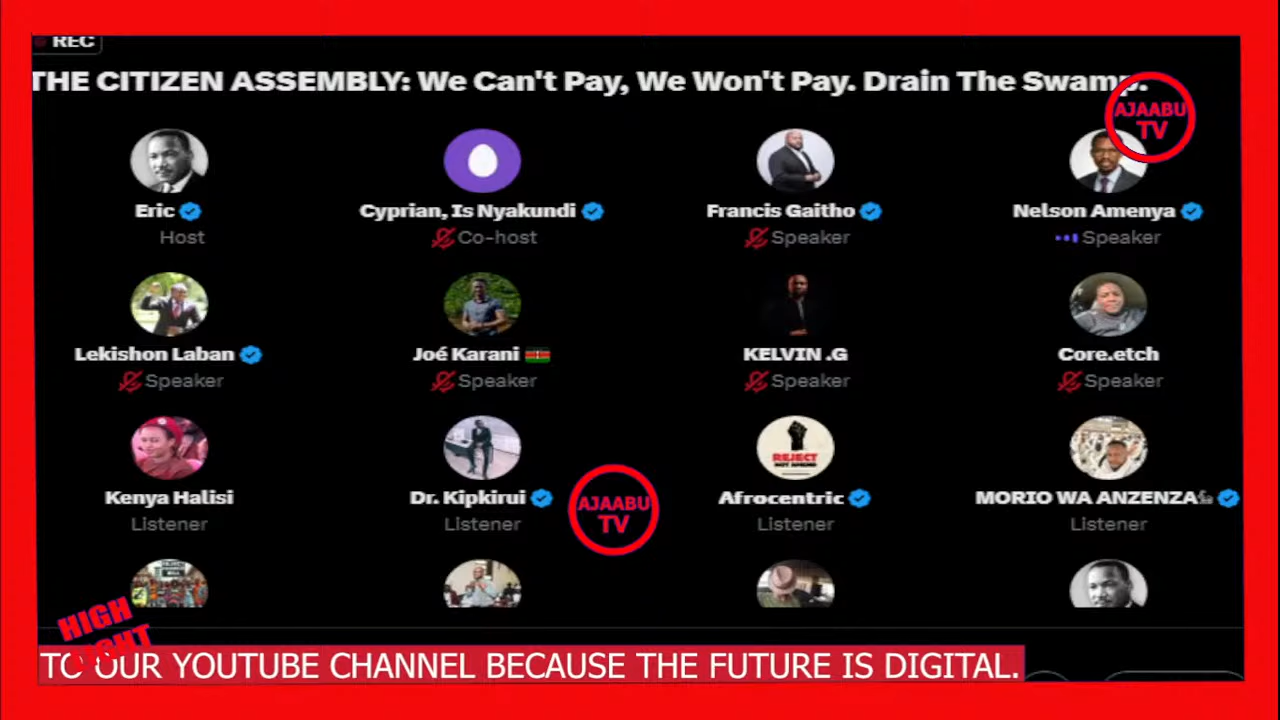 REC
THE CITIZEN ASSEMBLY: We Can't Pay, We Won't Pay. Drain The Swamp.
AJAABU
TV
Eric
Host
Cyprian, Is Nyakundi
Co-host
Francis Gaitho
Speaker
Nelson Amenya
Speaker
Lekishon Laban
Speaker
Joé Karani
Speaker
KELVIN .G
Speaker
Core.etch
Speaker
Kenya Halisi
Listener
Dr. Kipkirui
Listener
REJECT
NOT AMEND
Afrocentric
Listener
MORIO WA ANZENZA
Listener
AJAABU
TV
HIGH
TO OUR YOUTUBE CHANNEL BECAUSE THE FUTURE IS DIGITAL.